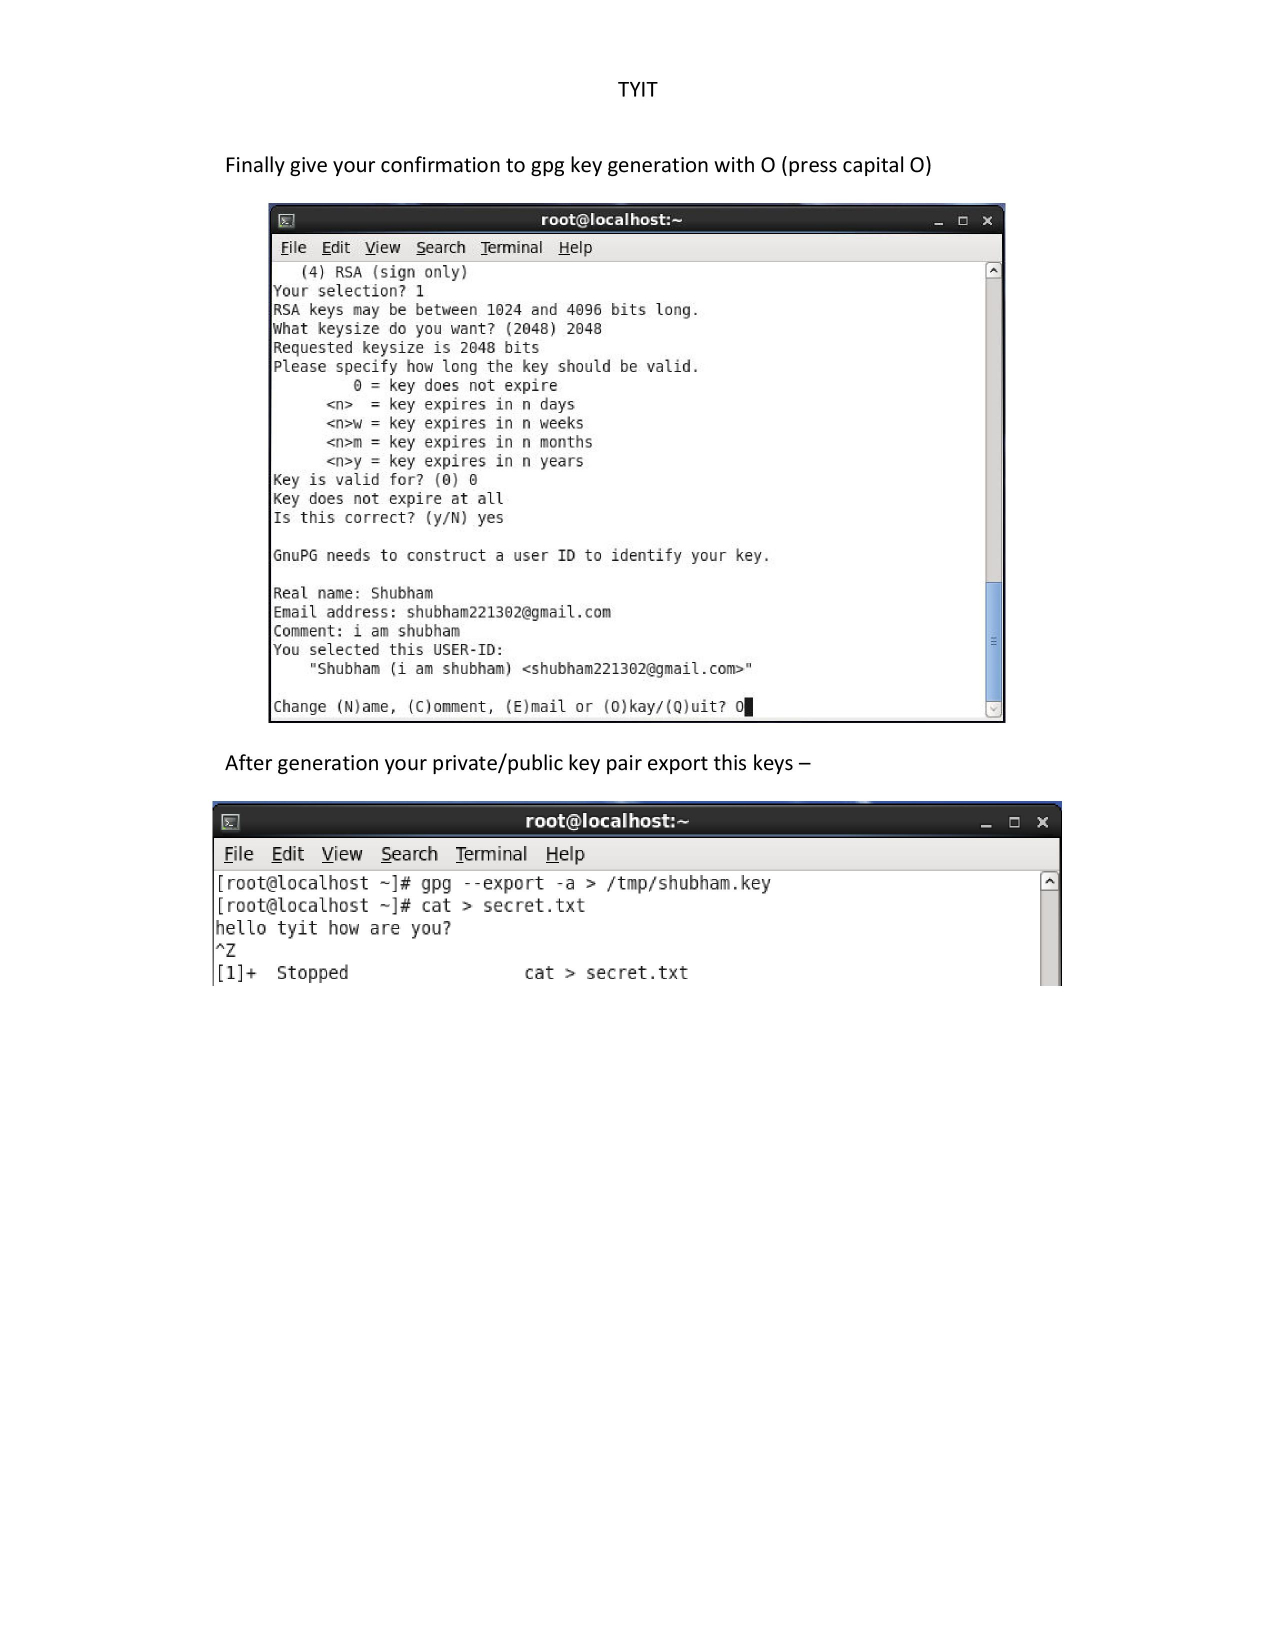 TYIT
Finally give your confirmation to gpg key generation with O (press capital O)
root@localhost:~
File Edit View Search Terminal Help
(4) RSA (sign only)
Your selection? 1
RSA keys may be between 1024 and 4096 bits long.
What keysize do you want? (2048) 2048
Requested keysize is 2048 bits
Please specify how long the key should be valid.
0 = key does not expire
<n>  = key expires in n days
<n>w = key expires in n weeks
<n>m = key expires in n months
<n>y = key expires in n years
Key is valid for? (0) 0
Key does not expire at all
Is this correct? (y/N) yes
GnuPG needs to construct a user ID to identify your key.
Real name: Shubham
Email address: shubham221302@gmail.com
Comment: i am shubham
You selected this USER-ID:
"Shubham (i am shubham) <shubham221302@gmail.com>"
Change (N)ame, (C)omment, (E)mail or (O)kay/(Q)uit? O
After generation your private/public key pair export this keys –
root@localhost:~
File Edit View Search Terminal Help
[root@localhost ~]# gpg --export -a > /tmp/shubham.key
[root@localhost ~]# cat > secret.txt
hello tyit how are you?
^Z
[1]+  Stopped                 cat > secret.txt